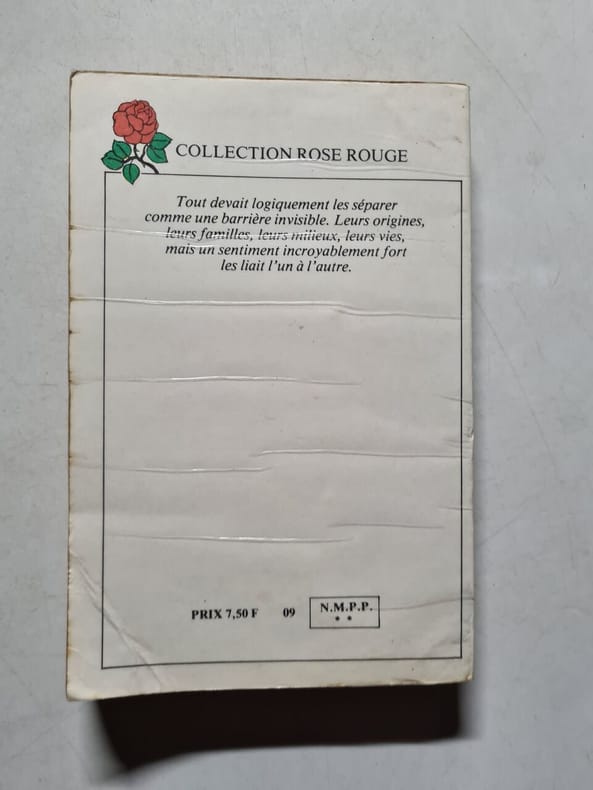 COLLECTION ROSE ROUGE
Tout devait logiquement les séparer
comme une barrière invisible. Leurs origines,
leurs familles, leurs milieux, leurs vies,
mais un sentiment incroyablement fort
les liait l'un à l'autre.
PRIX 7,50 F 09 N.M.P.P.
* *